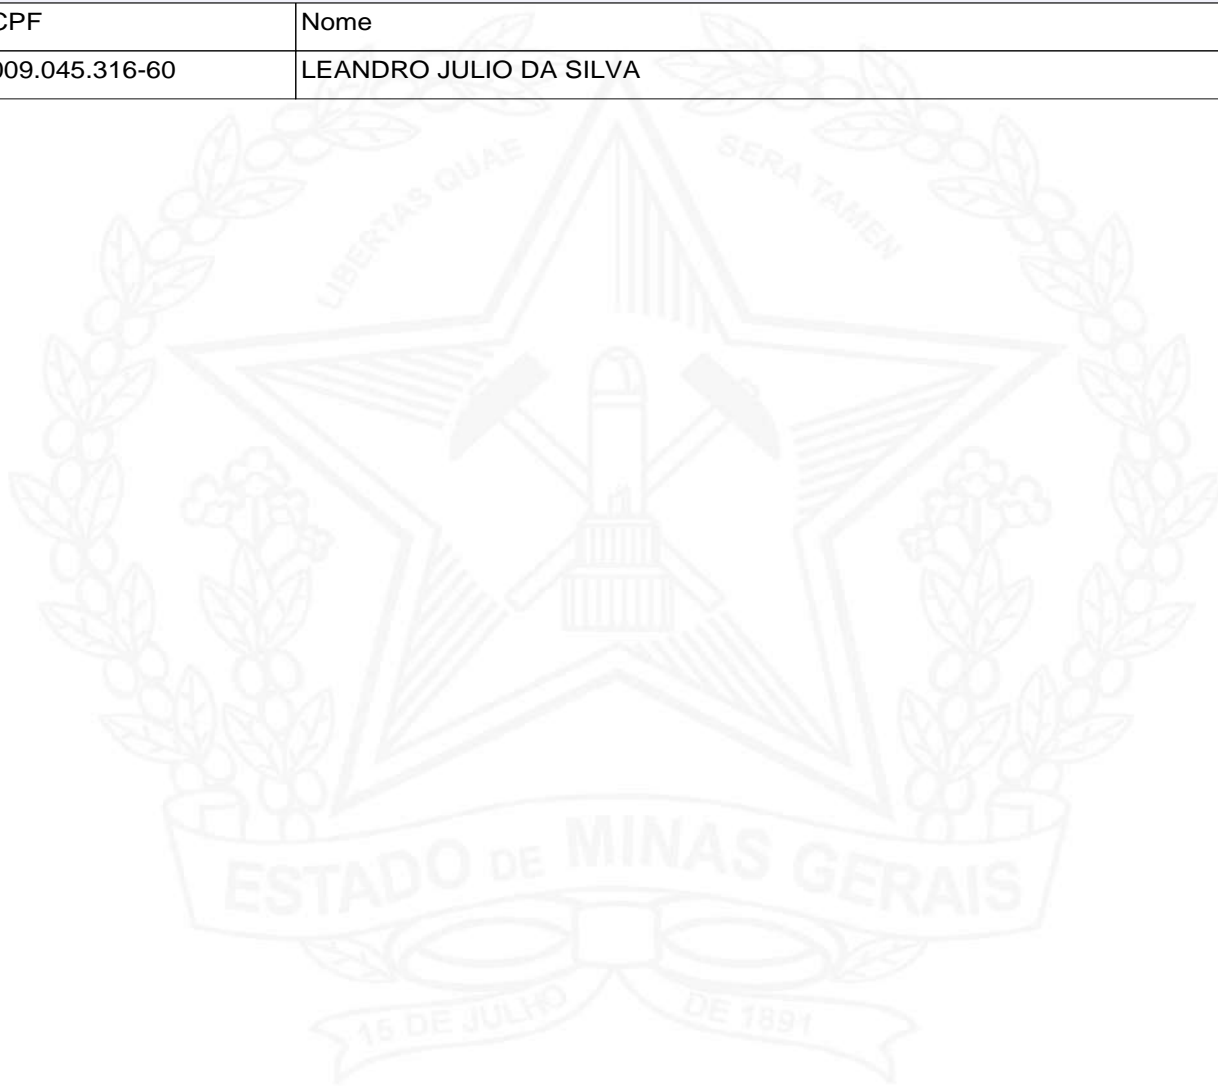 CPF Nome
009.045.316-60 LEANDRO JULIO DA SILVA
LIBERTAS QUAE SERA TAMEN
ESTADO DE MINAS GERAIS
15 DE JULHO DE 1891